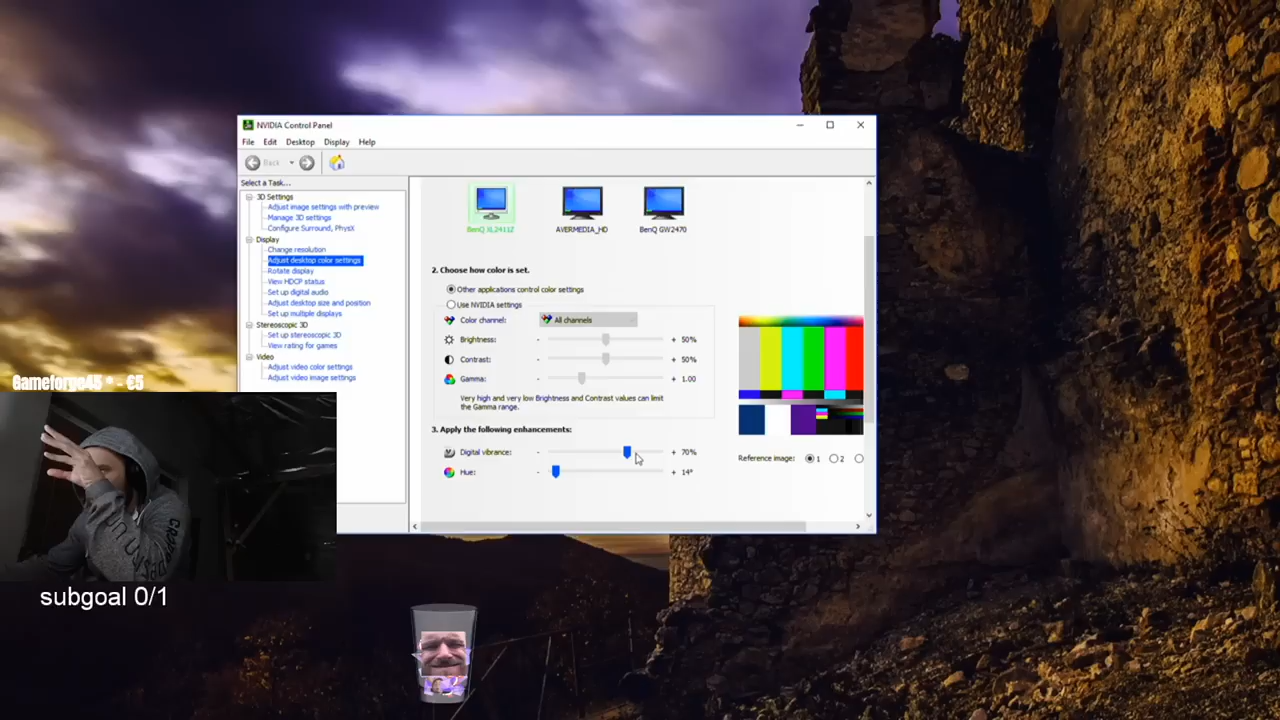 NVIDIA Control Panel
File Edit Desktop Display Help
Back
Select a Task...
3D Settings
Adjust image settings with preview
Manage 3D settings
Configure Surround, PhysX
Display
Change resolution
Adjust desktop color settings
Rotate display
View HDCP status
Set up digital audio
Adjust desktop size and position
Set up multiple displays
Stereoscopic 3D
Set up stereoscopic 3D
View rating for games
Video
Adjust video color settings
Adjust video image settings
BenQ XL2411Z AVERMEDIA_HD BenQ GW2470
2. Choose how color is set.
Other applications control color settings
Use NVIDIA settings
Color channel: All channels
Brightness: - + 50%
Contrast: - + 50%
Gamma: - + 1.00
Very high and very low Brightness and Contrast values can limit
the Gamma range.
3. Apply the following enhancements:
Digital vibrance: - + 70%
Hue: - + 14°
Reference image: 1 2
Gameforge45 * - €5
subgoal 0/1